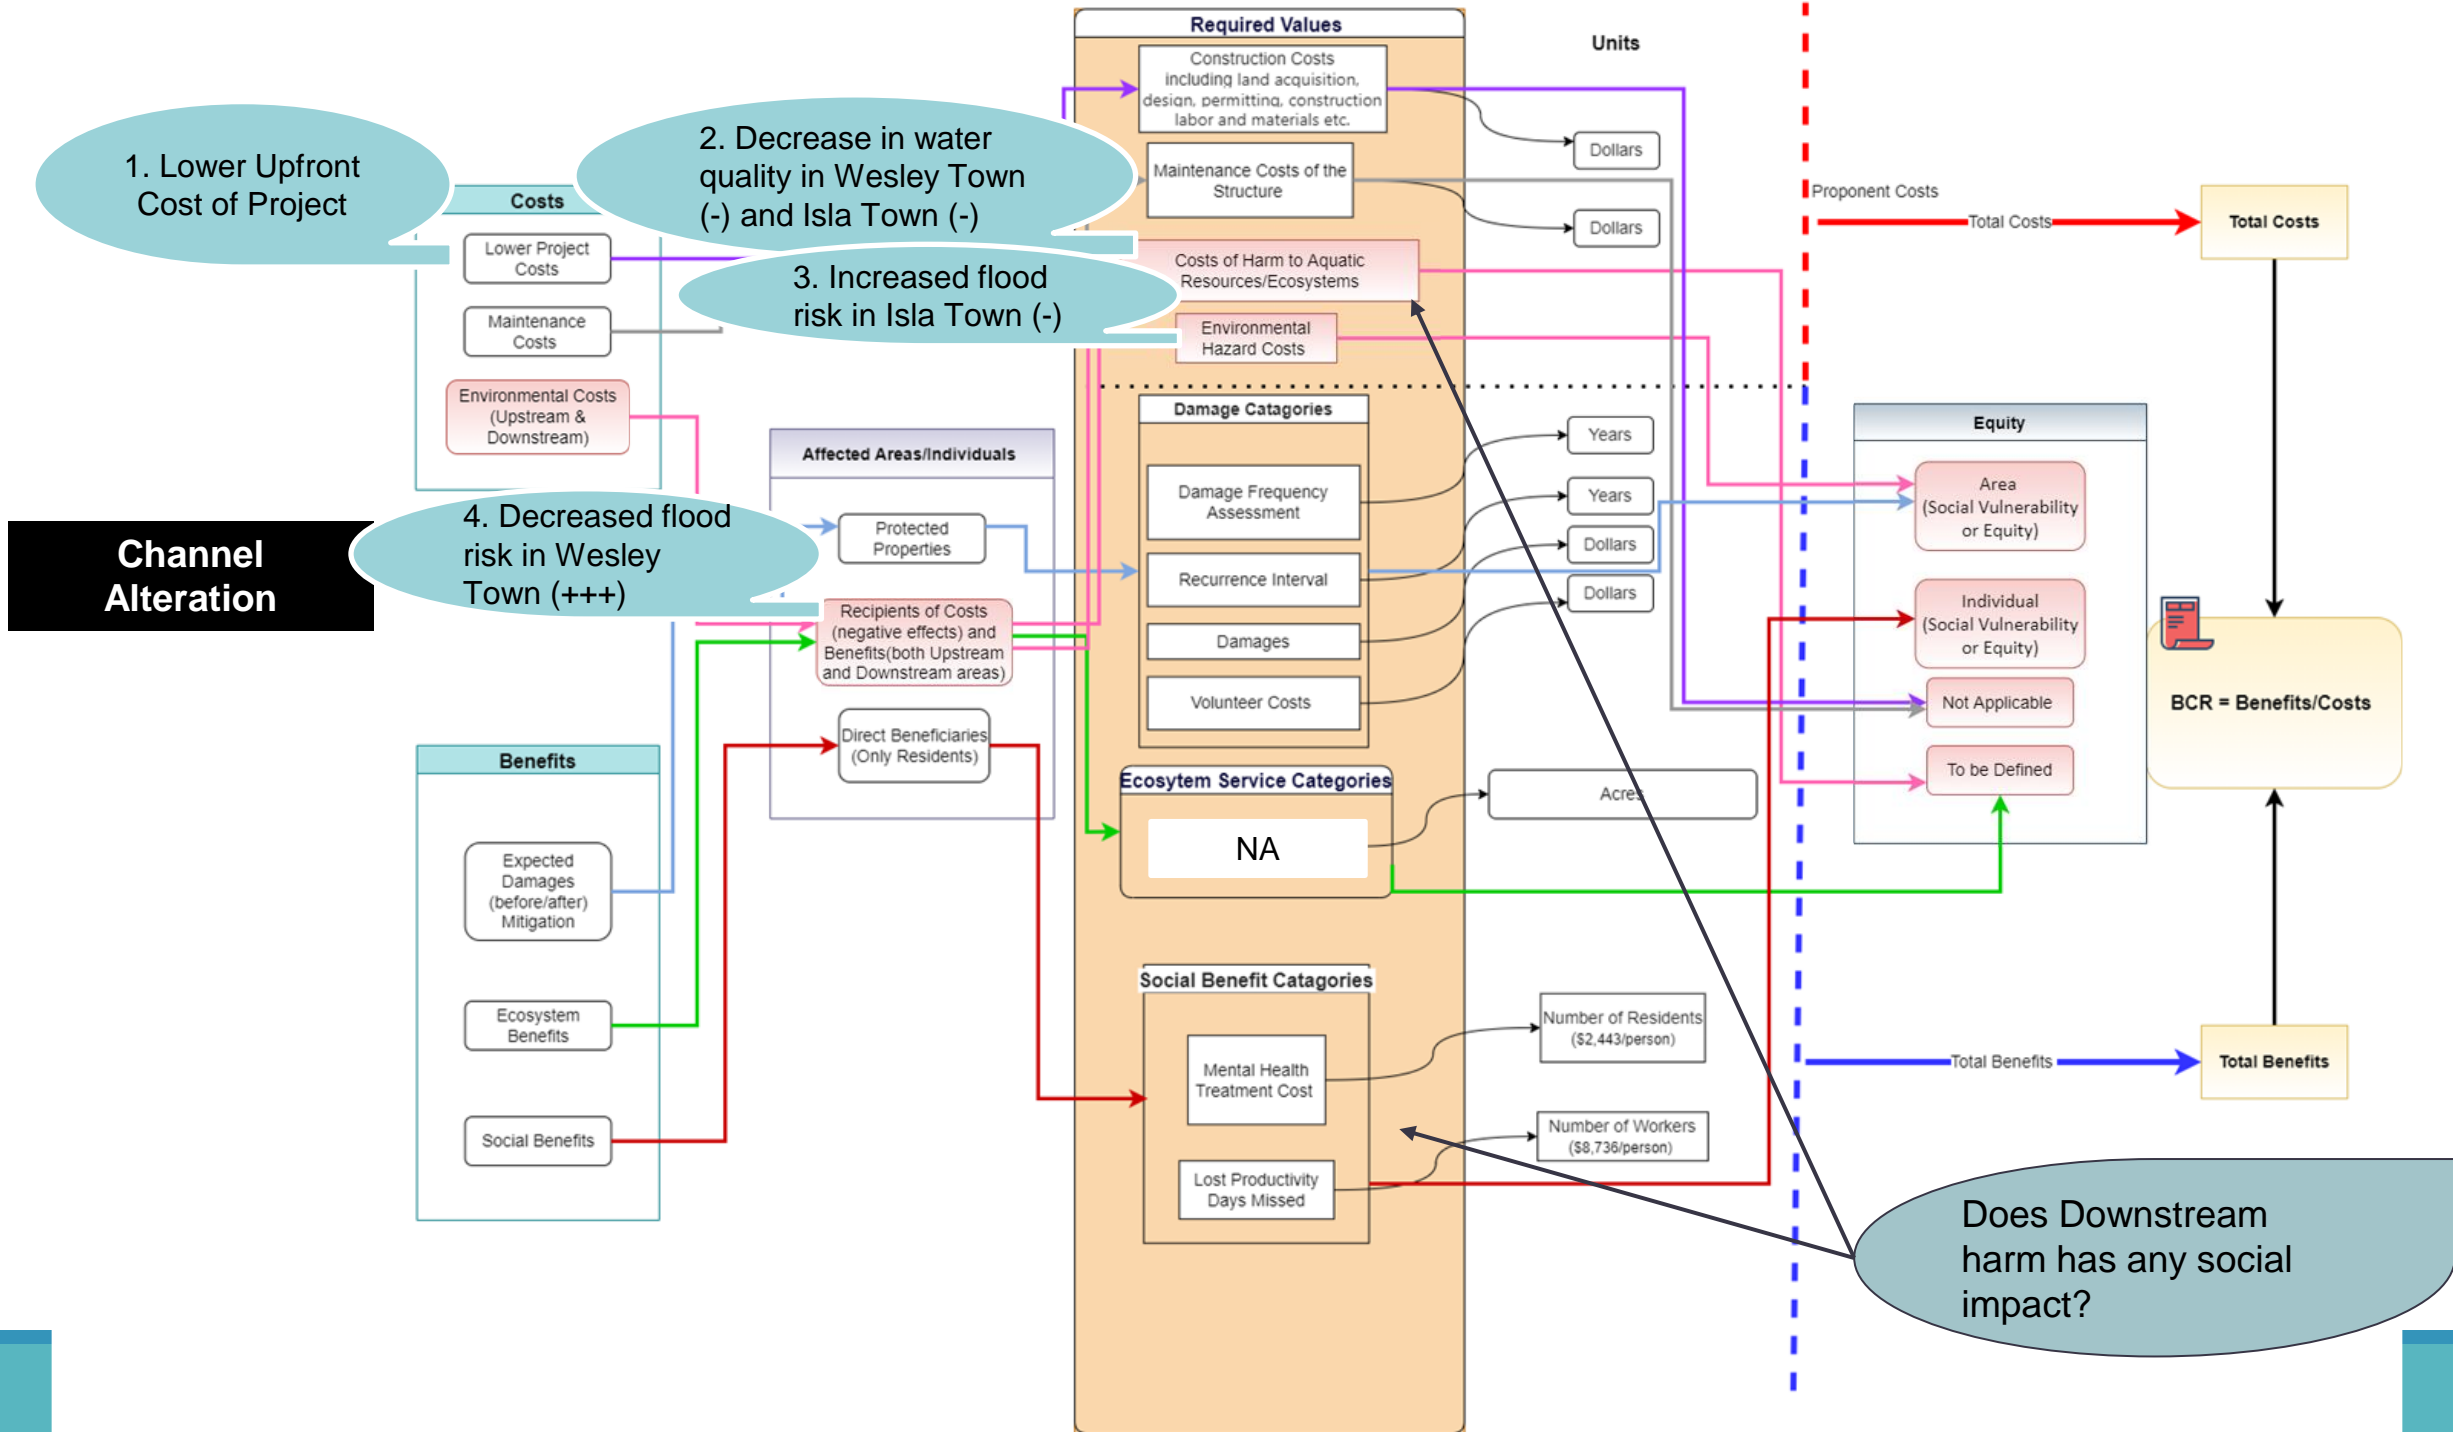 Required Values
Units
Construction Costs
including land acquisition,
design, permitting, construction
labor and materials etc.
Dollars
1. Lower Upfront
Cost of Project
2. Decrease in water
quality in Wesley Town
(-) and Isla Town (-)
Maintenance Costs of the
Structure
Dollars
Proponent Costs
Total Costs
Total Costs
Costs
Lower Project
Costs
3. Increased flood
risk in Isla Town (-)
Costs of Harm to Aquatic
Resources/Ecosystems
Maintenance
Costs
Environmental
Hazard Costs
Environmental Costs
(Upstream &
Downstream)
Affected Areas/Individuals
Damage Catagories
Years
Equity
Damage Frequency
Assessment
Years
Area
(Social Vulnerability
or Equity)
Channel
Alteration
4. Decreased flood
risk in Wesley
Town (+++)
Protected
Properties
Recurrence Interval
Dollars
Dollars
Recipients of Costs
(negative effects) and
Benefits(both Upstream
and Downstream areas)
Damages
Individual
(Social Vulnerability
or Equity)
Volunteer Costs
Not Applicable
BCR = Benefits/Costs
Direct Beneficiaries
(Only Residents)
To be Defined
Benefits
Ecosytem Service Categories
NA
Acres
Expected
Damages
(before/after)
Mitigation
Ecosystem
Benefits
Social Benefit Catagories
Number of Residents
($2,443/person)
Mental Health
Treatment Cost
Total Benefits
Total Benefits
Social Benefits
Number of Workers
($8,736/person)
Lost Productivity
Days Missed
Does Downstream
harm has any social
impact?